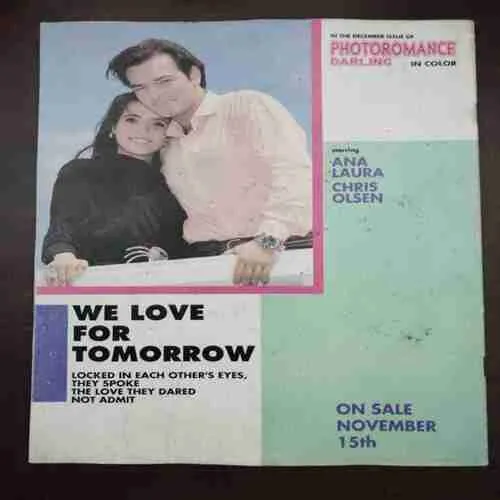 IN THE DECEMBER ISSUE OF
PHOTOROMANCE
DARLING IN COLOR
starring
ANA
LAURA
CHRIS
OLSEN
WE LOVE
FOR
TOMORROW
LOCKED IN EACH OTHER'S EYES,
THEY SPOKE
THE LOVE THEY DARED
NOT ADMIT
ON SALE
NOVEMBER
15th